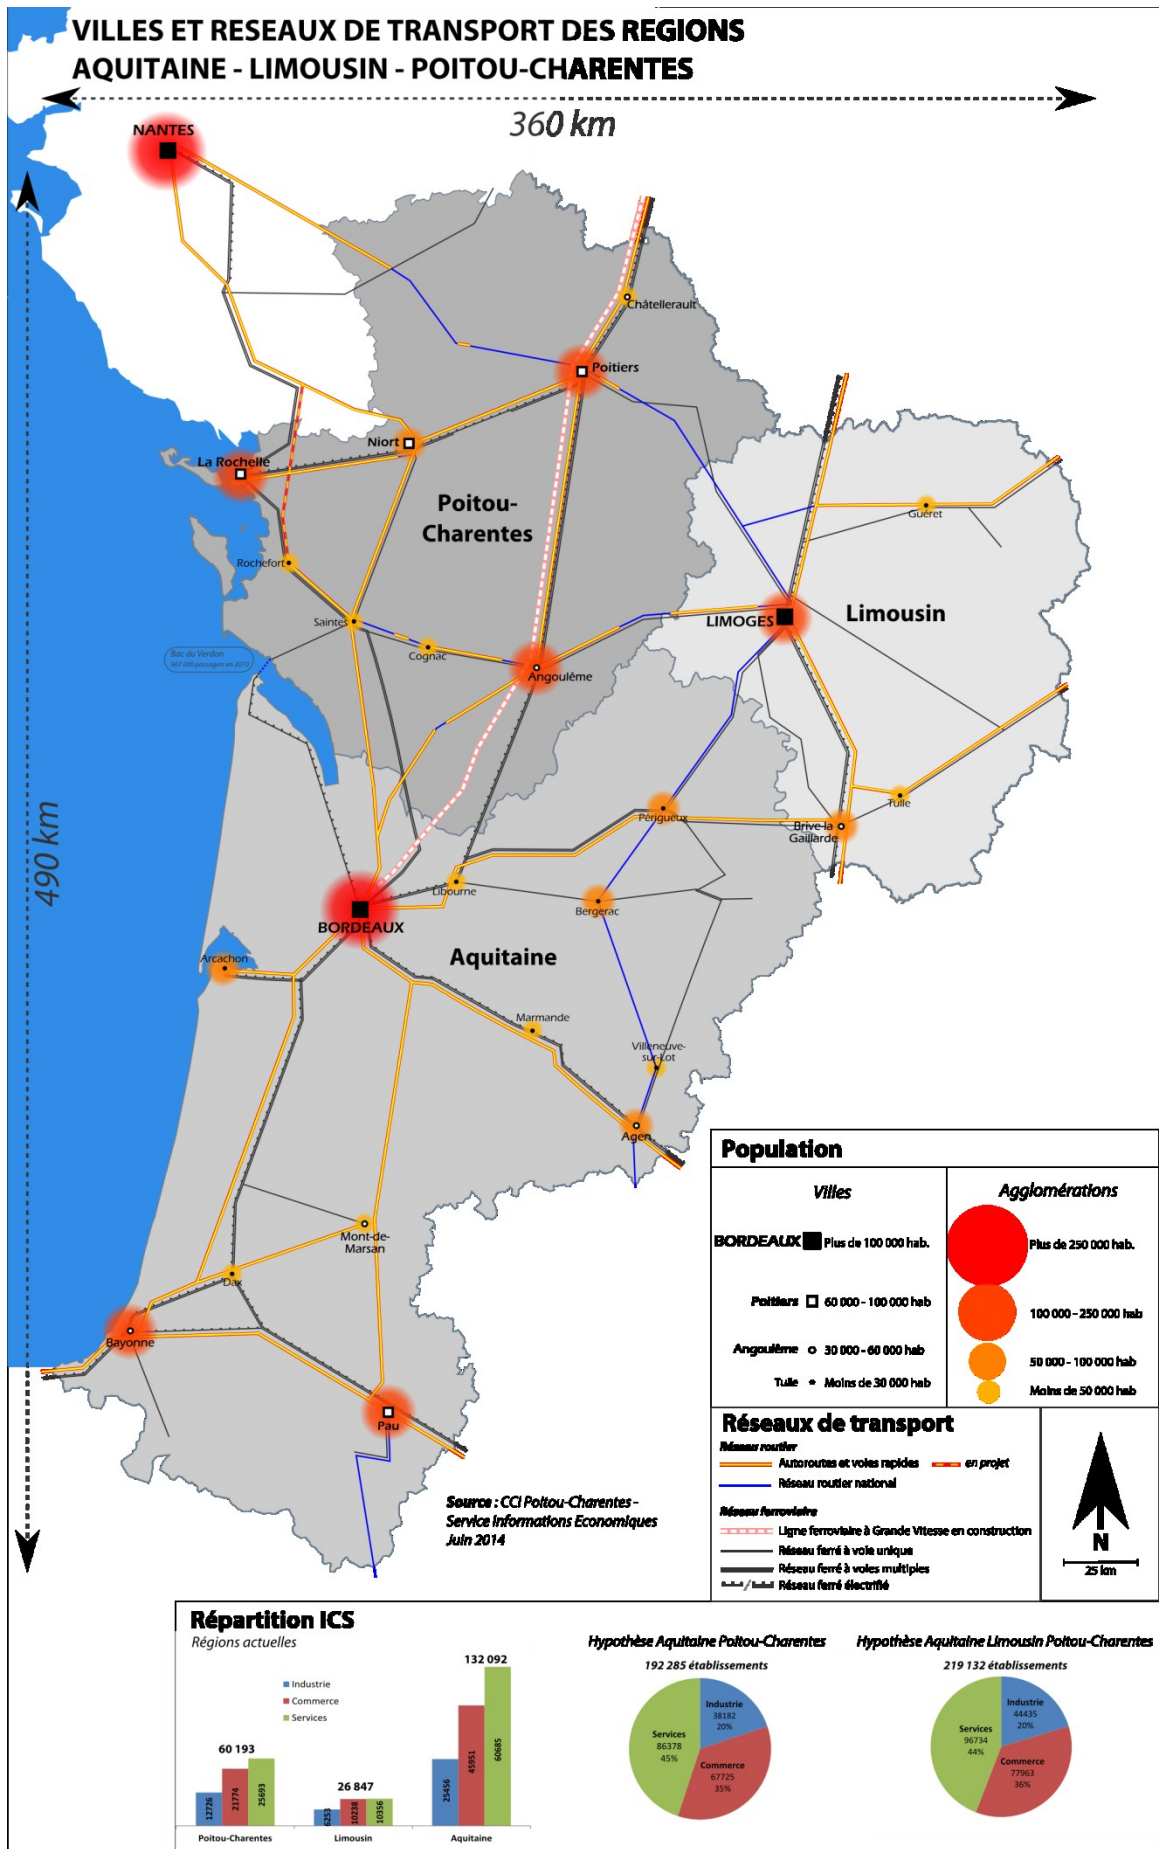 VILLES ET RESEAUX DE TRANSPORT DES REGIONS
AQUITAINE - LIMOUSIN - POITOU-CHARENTES
360 km
490 km
NANTES
Châtellerault
Poitiers
Niort
La Rochelle
Poitou-
Charentes
Guéret
Rochefort
Saintes
Cognac
Angoulême
LIMOGES
Limousin
Bac du Verdon
907 000 passagers en 2010
Périgueux
Tulle
Brive-la
Gaillarde
Libourne
Bergerac
BORDEAUX
Aquitaine
Arcachon
Marmande
Villeneuve-
sur-Lot
Agen
Mont-de-
Marsan
Dax
Bayonne
Pau
Source : CCI Poitou-Charentes -
Service Informations Economiques
Juin 2014
Population
Villes
BORDEAUX Plus de 100 000 hab.
Poitiers 60 000 - 100 000 hab
Angoulême 30 000 - 60 000 hab
Tulle Moins de 30 000 hab
Agglomérations
Plus de 250 000 hab.
100 000 - 250 000 hab
50 000 - 100 000 hab
Moins de 50 000 hab
Réseaux de transport
Réseau routier
Autoroutes et voies rapides en projet
Réseau routier national
Réseau ferroviaire
Ligne ferroviaire à Grande Vitesse en construction
Réseau ferré à voie unique
Réseau ferré à voies multiples
Réseau ferré électrifié
N
25 km
Répartition ICS
Régions actuelles
Industrie
Commerce
Services
60 193
12726
21774
25693
Poitou-Charentes
26 847
6253
10238
10356
Limousin
132 092
25456
45951
60685
Aquitaine
Hypothèse Aquitaine Poitou-Charentes
192 285 établissements
Industrie
38182
20%
Services
86378
45%
Commerce
67725
35%
Hypothèse Aquitaine Limousin Poitou-Charentes
219 132 établissements
Industrie
44435
20%
Services
96734
44%
Commerce
77963
36%